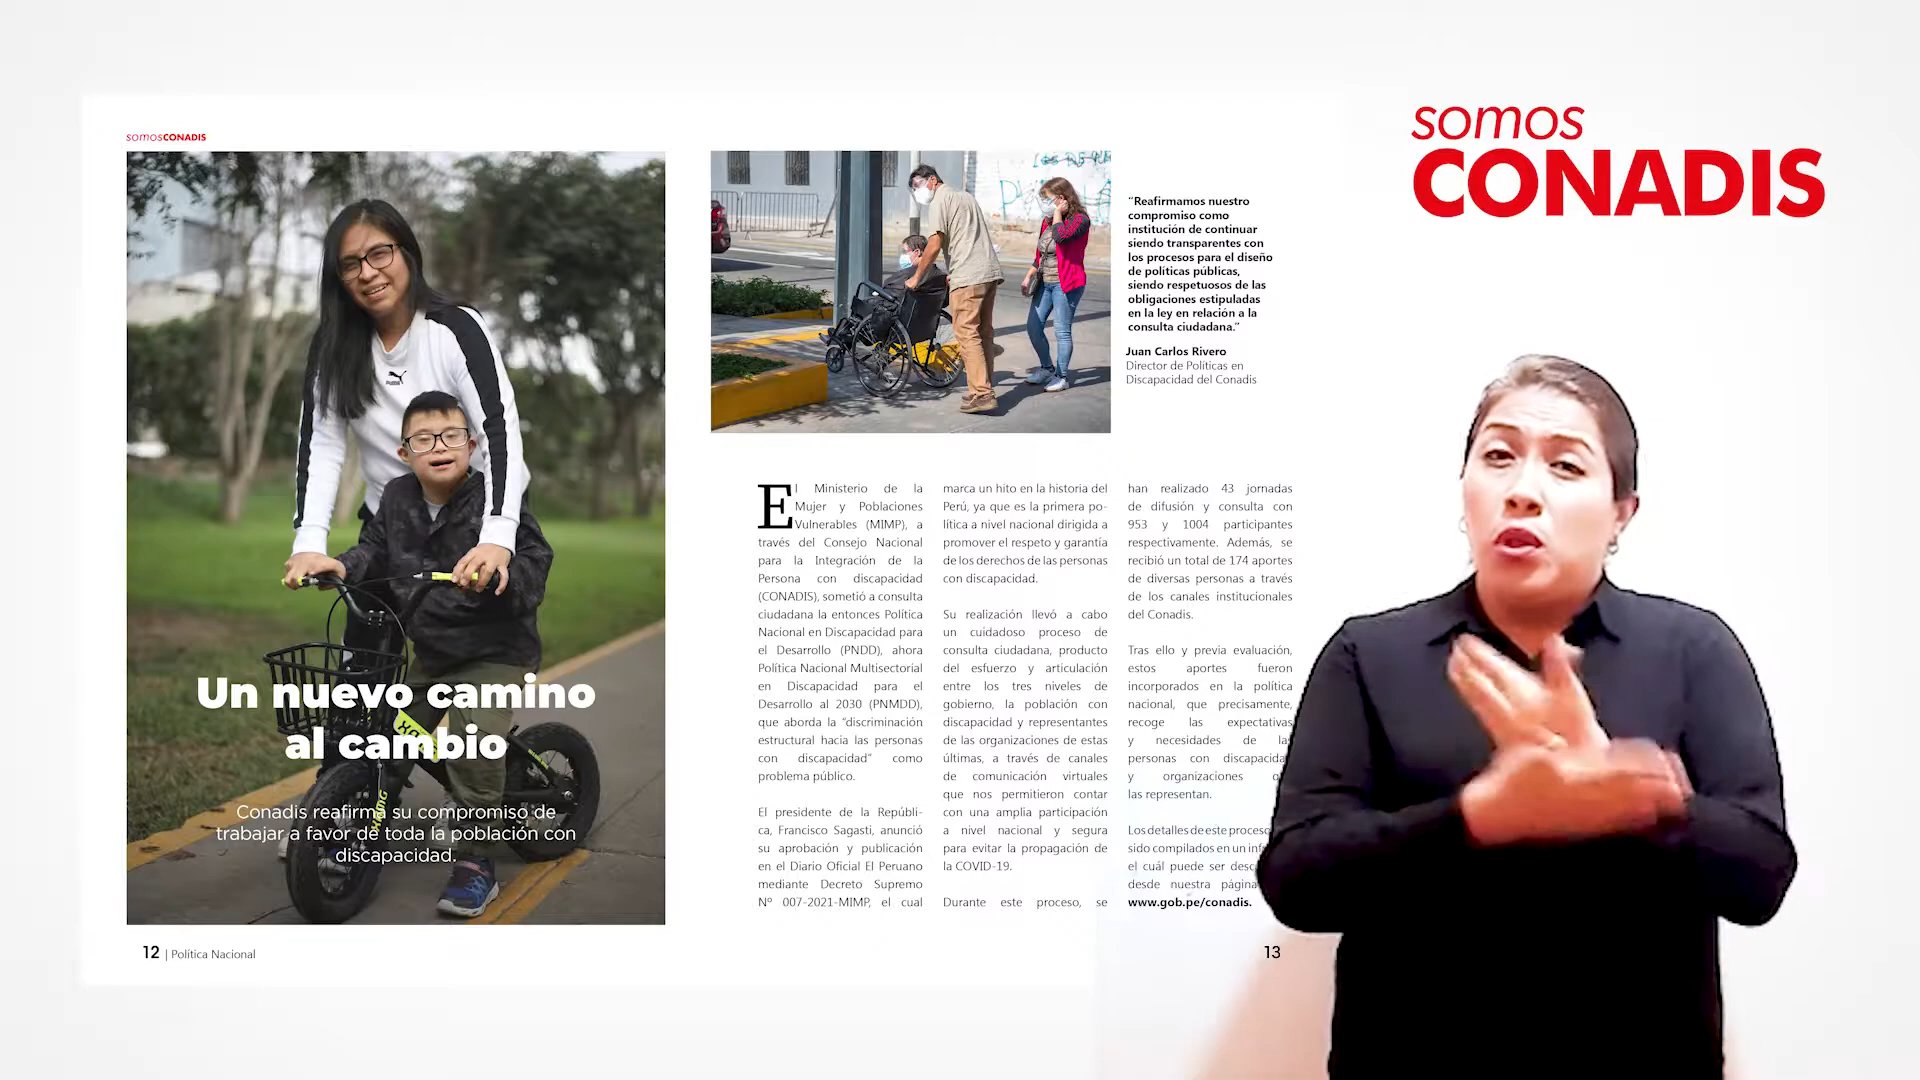 somosCONADIS
Un nuevo camino
al cambio
Conadis reafirma su compromiso de
trabajar a favor de toda la población con
discapacidad.
12 | Política Nacional
“Reafirmamos nuestro
compromiso como
institución de continuar
siendo transparentes con
los procesos para el diseño
de políticas públicas,
siendo respetuosos de las
obligaciones estipuladas
en la ley en relación a la
consulta ciudadana.”
Juan Carlos Rivero
Director de Políticas en
Discapacidad del Conadis
El Ministerio de la
Mujer y Poblaciones
Vulnerables (MIMP), a
través del Consejo Nacional
para la Integración de la
Persona con discapacidad
(CONADIS), sometió a consulta
ciudadana la entonces Política
Nacional en Discapacidad para
el Desarrollo (PNDD), ahora
Política Nacional Multisectorial
en Discapacidad para el
Desarrollo al 2030 (PNMDD),
que aborda la “discriminación
estructural hacia las personas
con discapacidad” como
problema público.
El presidente de la Repúbli-
ca, Francisco Sagasti, anunció
su aprobación y publicación
en el Diario Oficial El Peruano
mediante Decreto Supremo
Nº 007-2021-MIMP, el cual
marca un hito en la historia del
Perú, ya que es la primera po-
lítica a nivel nacional dirigida a
promover el respeto y garantía
de los derechos de las personas
con discapacidad.
Su realización llevó a cabo
un cuidadoso proceso de
consulta ciudadana, producto
del esfuerzo y articulación
entre los tres niveles de
gobierno, la población con
discapacidad y representantes
de las organizaciones de estas
últimas, a través de canales
de comunicación virtuales
que nos permitieron contar
con una amplia participación
a nivel nacional y segura
para evitar la propagación de
la COVID-19.
Durante este proceso, se
han realizado 43 jornadas
de difusión y consulta con
953 y 1004 participantes
respectivamente. Además, se
recibió un total de 174 aportes
de diversas personas a través
de los canales institucionales
del Conadis.
Tras ello y previa evaluación,
estos aportes fueron
incorporados en la política
nacional, que precisamente,
recoge las expectativas
y necesidades de
personas con
y organizaciones
las representan.
Los detalles de este proceso
sido compilados en un
el cuál puede ser
desde nuestra página
www.gob.pe/conadis.
13
somos
CONADIS
PUMA